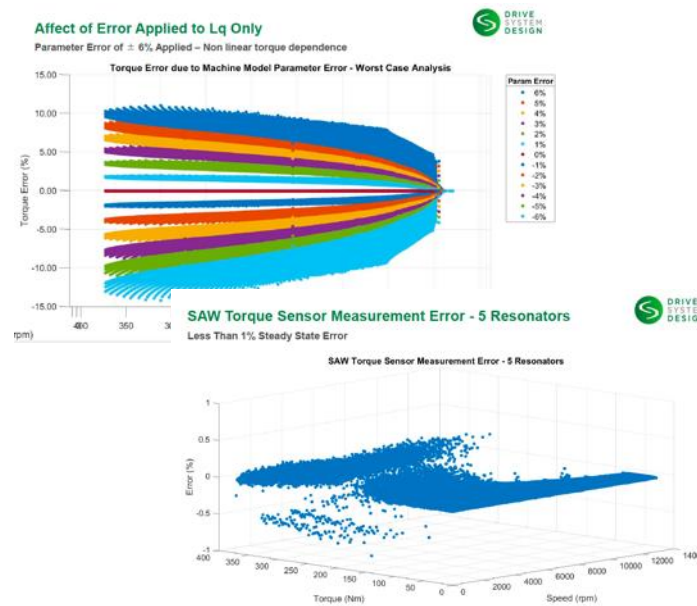 Affect of Error Applied to Lq Only
DRIVE
SYSTEM
DESIGN
Parameter Error of ± 6% Applied – Non linear torque dependence
Torque Error due to Machine Model Parameter Error - Worst Case Analysis
Param Error
6%
5%
4%
3%
2%
1%
0%
-1%
-2%
-3%
-4%
-5%
-6%
Torque Error (%)
15.00
10.00
5.00
0.00
-5.00
-10.00
-15.00
rpm)
350
SAW Torque Sensor Measurement Error - 5 Resonators
DRIVE
SYSTEM
DESIGN
Less Than 1% Steady State Error
SAW Torque Sensor Measurement Error - 5 Resonators
Error (%)
1
0.5
0
-0.5
-1
400
350
300
250
200
150
100
50
0
Torque (Nm)
0
2000
4000
6000
8000
10000
12000
Speed (rpm)